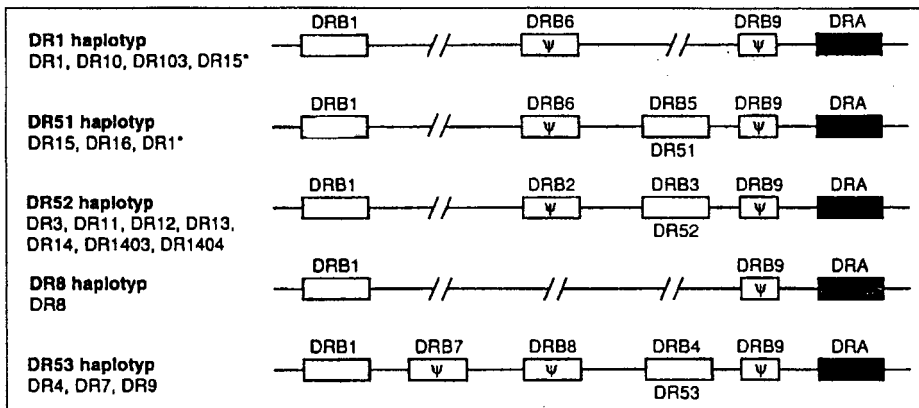 DRB1 DRB6 DRB9 DRA
DR1 haplotyp
DR1, DR10, DR103, DR15*
ψ ψ
DRB1 DRB6 DRB5 DRB9 DRA
DR51 haplotyp
DR15, DR16, DR1*
ψ ψ
DR51
DRB1 DRB2 DRB3 DRB9 DRA
DR52 haplotyp
DR3, DR11, DR12, DR13,
DR14, DR1403, DR1404
ψ ψ
DR52
DRB1 DRB9 DRA
DR8 haplotyp
DR8
ψ
DRB1 DRB7 DRB8 DRB4 DRB9 DRA
DR53 haplotyp
DR4, DR7, DR9
ψ ψ ψ
DR53